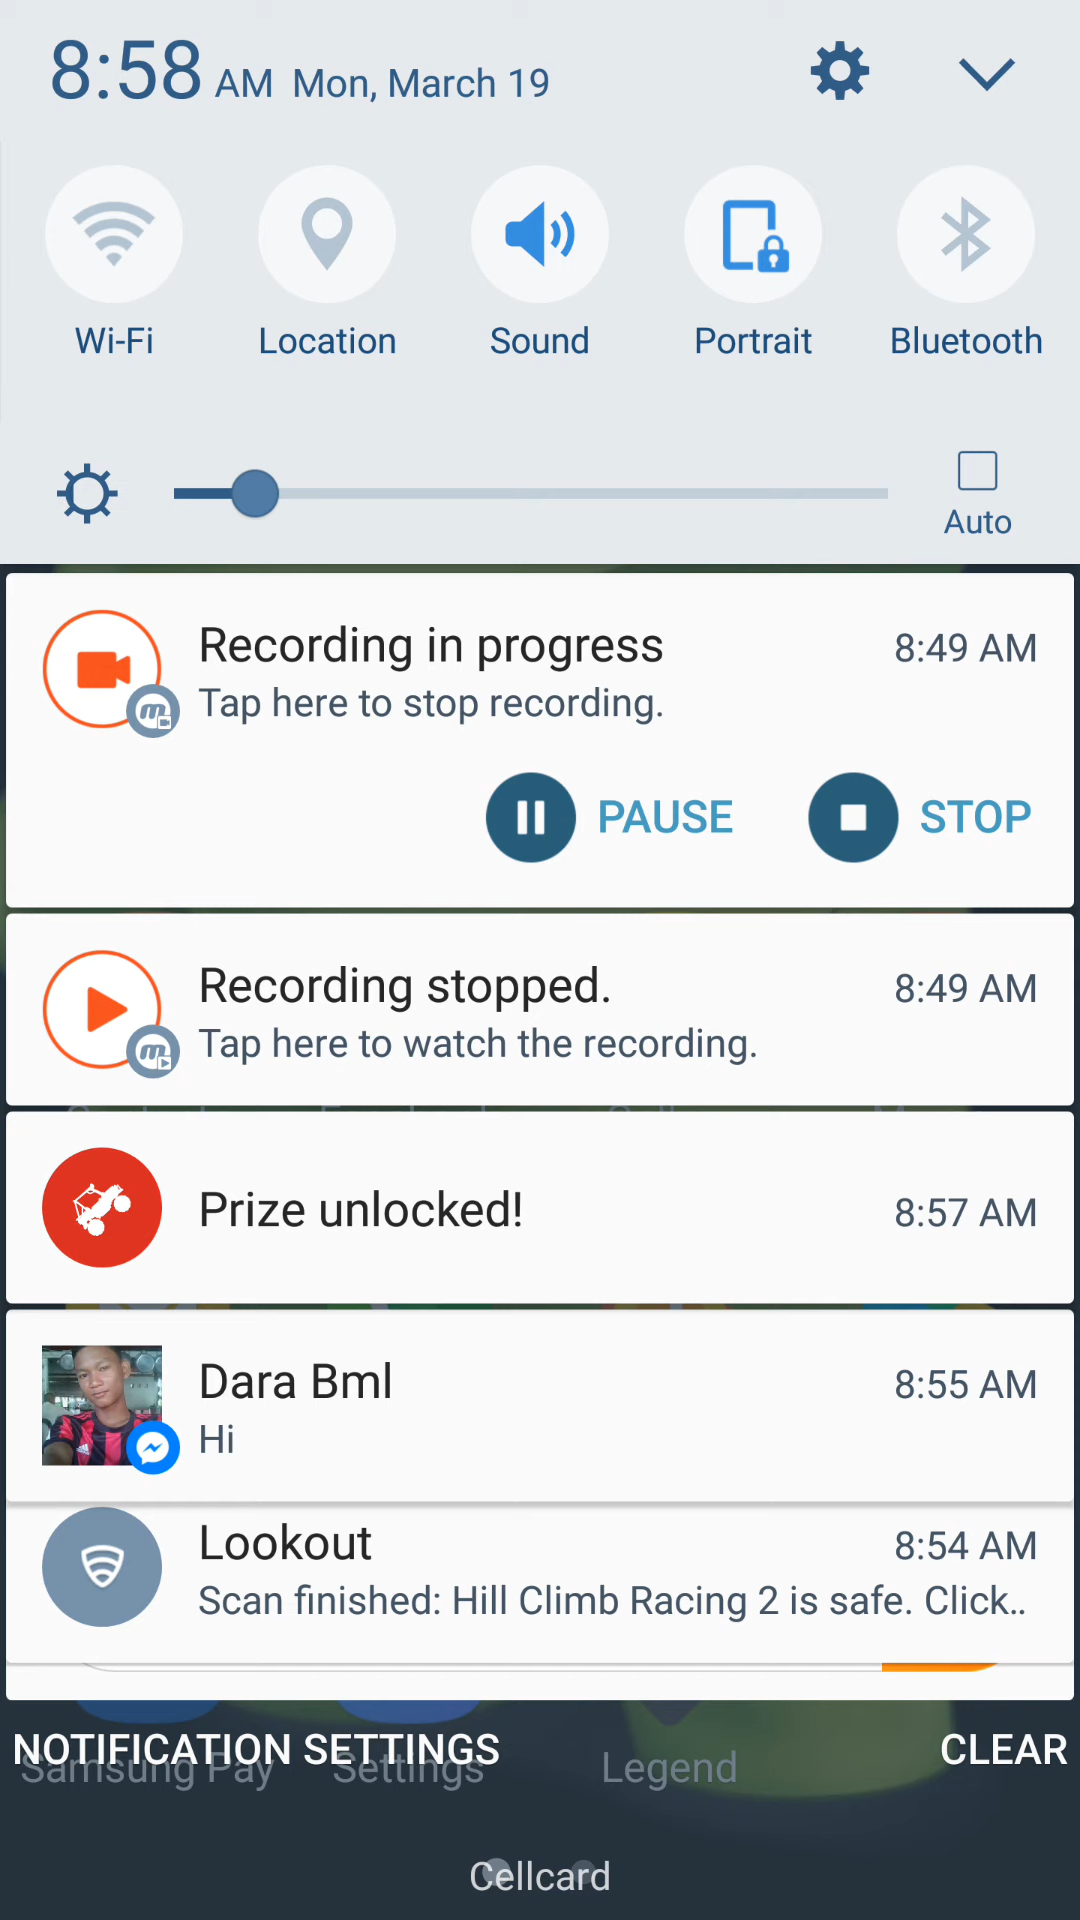 8:58 AM Mon, March 19
Wi-Fi Location Sound Portrait Bluetooth
Auto
Recording in progress 8:49 AM
Tap here to stop recording.
PAUSE STOP
Recording stopped. 8:49 AM
Tap here to watch the recording.
Prize unlocked! 8:57 AM
Dara Bml 8:55 AM
Hi
Lookout 8:54 AM
Scan finished: Hill Climb Racing 2 is safe. Click..
NOTIFICATION SETTINGS CLEAR
Samsung Pay Settings Legend
Cellcard